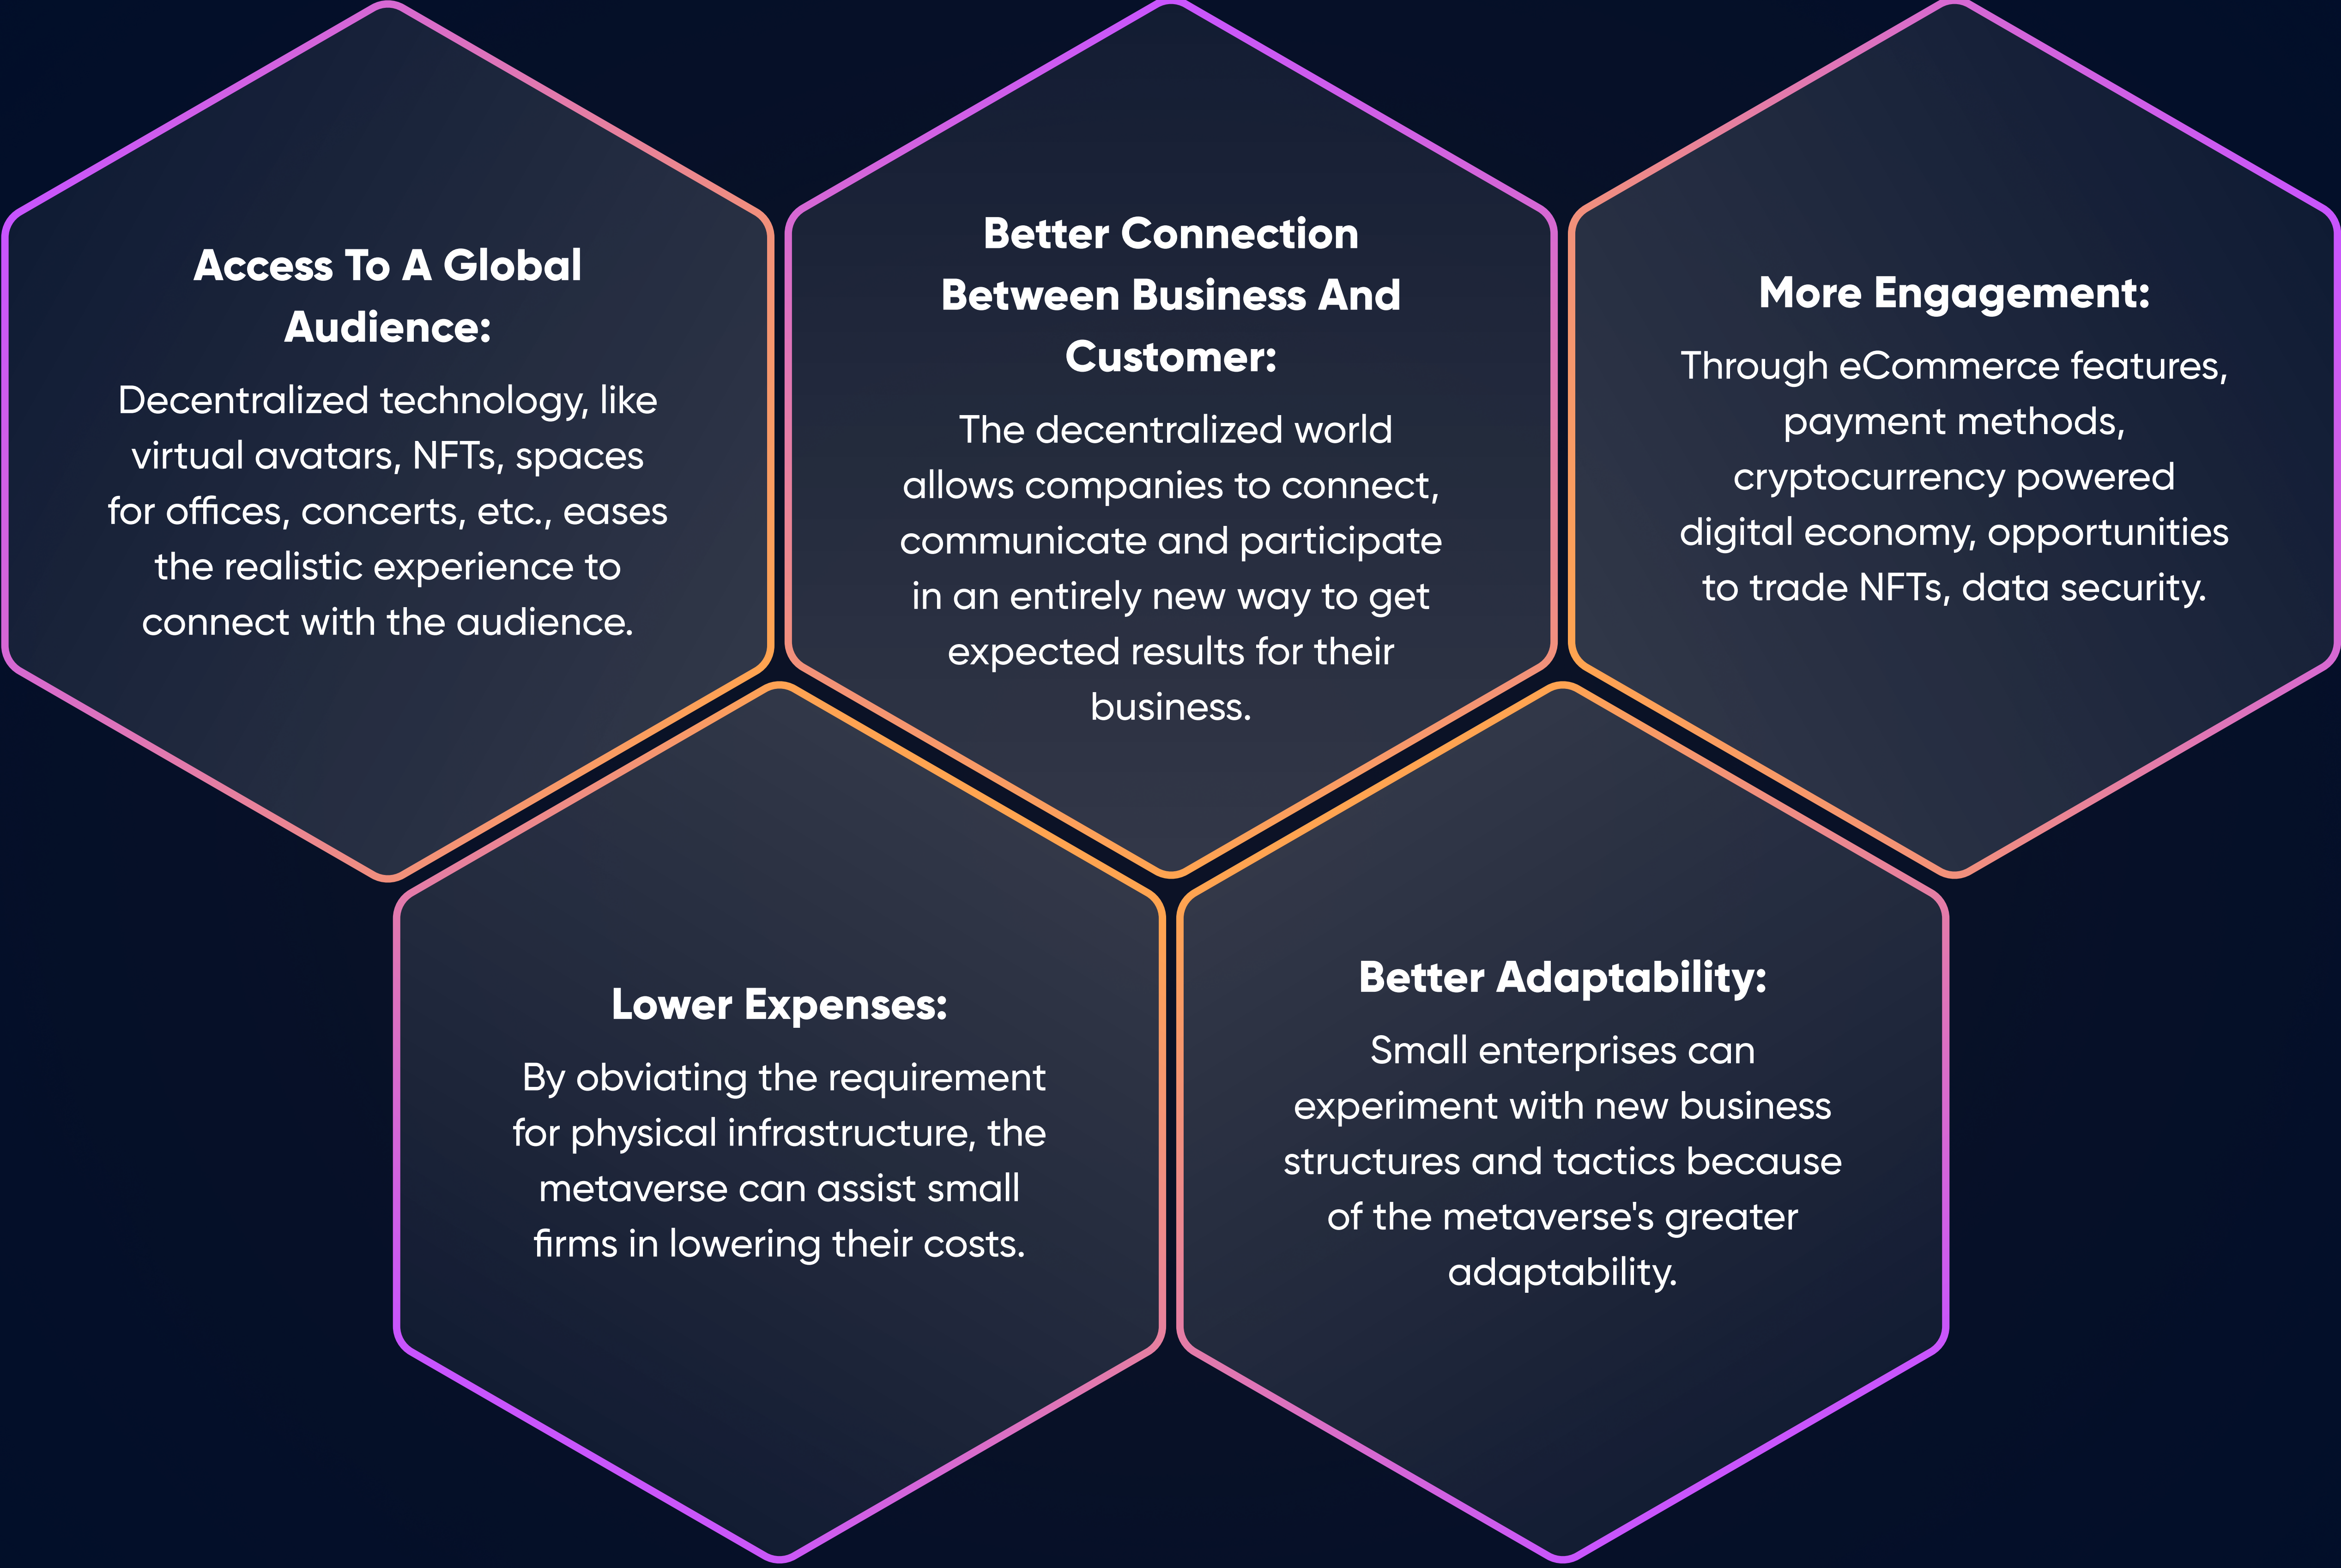 Access To A Global
Audience:
Decentralized technology, like
virtual avatars, NFTs, spaces
for offices, concerts, etc., eases
the realistic experience to
connect with the audience.
Better Connection
Between Business And
Customer:
The decentralized world
allows companies to connect,
communicate and participate
in an entirely new way to get
expected results for their
business.
More Engagement:
Through eCommerce features,
payment methods,
cryptocurrency powered
digital economy, opportunities
to trade NFTs, data security.
Lower Expenses:
By obviating the requirement
for physical infrastructure, the
metaverse can assist small
firms in lowering their costs.
Better Adaptability:
Small enterprises can
experiment with new business
structures and tactics because
of the metaverse's greater
adaptability.